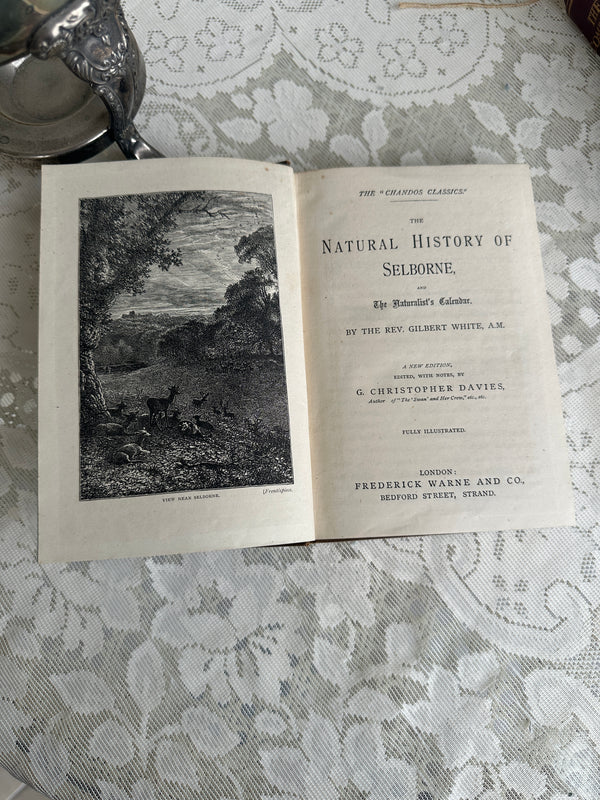 VIEW NEAR SELBORNE.
[Frontispiece.
THE "CHANDOS CLASSICS."
THE
NATURAL HISTORY OF
SELBORNE,
AND
The Naturalist's Calendar.
BY THE REV. GILBERT WHITE, A.M.
A NEW EDITION,
EDITED, WITH NOTES, BY
G. CHRISTOPHER DAVIES,
Author of "The 'Swan' and Her Crew," etc., etc.
FULLY ILLUSTRATED.
LONDON:
FREDERICK WARNE AND CO.,
BEDFORD STREET, STRAND.